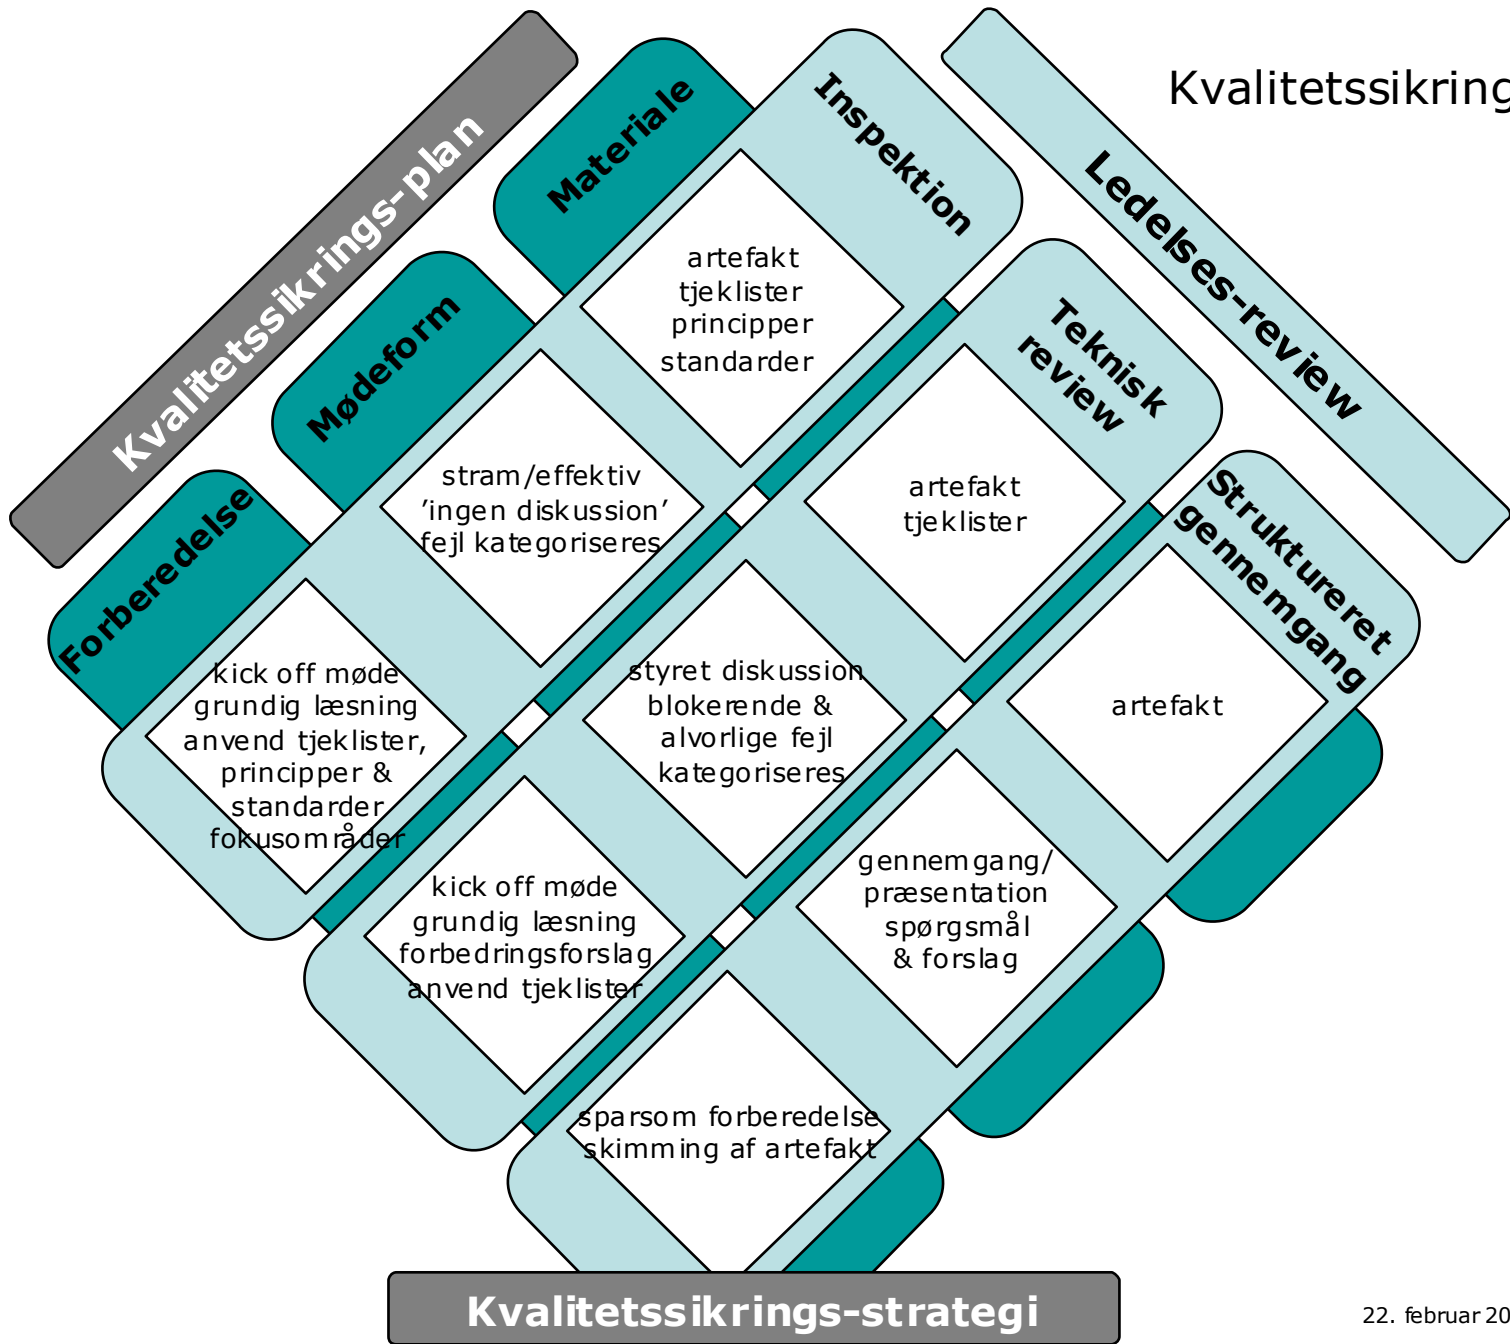 Kvalitetssikring
Kvalitetssikrings-plan
Materiale
Mødeform
Forberedelse
Inspektion
Teknisk
review
Struktureret
gennemgang
Ledelses-review
artefakt
tjeklister
principper
standarder
stram/effektiv
’ingen diskussion’
fejl kategoriseres
kick off møde
grundig læsning
anvend tjeklister,
principper &
standarder
fokusområder
artefakt
tjeklister
styret diskussion
blokerende &
alvorlige fejl
kategoriseres
kick off møde
grundig læsning
forbedringsforslag
anvend tjeklister
artefakt
gennemgang/
præsentation
spørgsmål
& forslag
sparsom forberedelse
skimming af artefakt
Kvalitetssikrings-strategi
22. februar 20